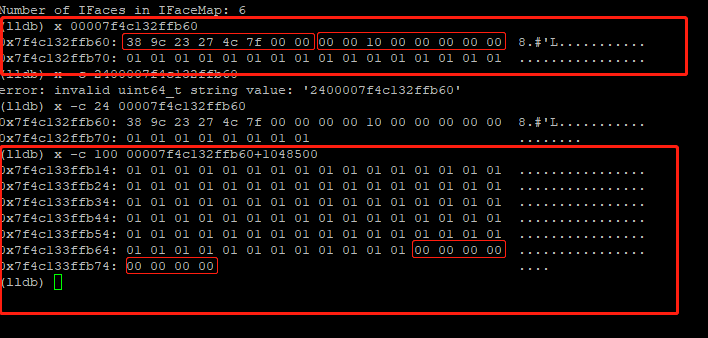 Number of IFaces in IFaceMap: 6
(lldb) x 00007f4c132ffb60
0x7f4c132ffb60: 38 9c 23 27 4c 7f 00 00 00 00 10 00 00 00 00 00 8.#'L...........
0x7f4c132ffb70: 01 01 01 01 01 01 01 01 01 01 01 01 01 01 01 01 ................
(lldb) x -c 2400007f4c132ffb60
error: invalid uint64_t string value: '2400007f4c132ffb60'
(lldb) x -c 24 00007f4c132ffb60
0x7f4c132ffb60: 38 9c 23 27 4c 7f 00 00 00 00 10 00 00 00 00 00 8.#'L...........
0x7f4c132ffb70: 01 01 01 01 01 01 01 01 ........
(lldb) x -c 100 00007f4c132ffb60+1048500
0x7f4c133ffb14: 01 01 01 01 01 01 01 01 01 01 01 01 01 01 01 01 ................
0x7f4c133ffb24: 01 01 01 01 01 01 01 01 01 01 01 01 01 01 01 01 ................
0x7f4c133ffb34: 01 01 01 01 01 01 01 01 01 01 01 01 01 01 01 01 ................
0x7f4c133ffb44: 01 01 01 01 01 01 01 01 01 01 01 01 01 01 01 01 ................
0x7f4c133ffb54: 01 01 01 01 01 01 01 01 01 01 01 01 01 01 01 01 ................
0x7f4c133ffb64: 01 01 01 01 01 01 01 01 01 01 01 01 00 00 00 00 ................
0x7f4c133ffb74: 00 00 00 00 ....
(lldb)